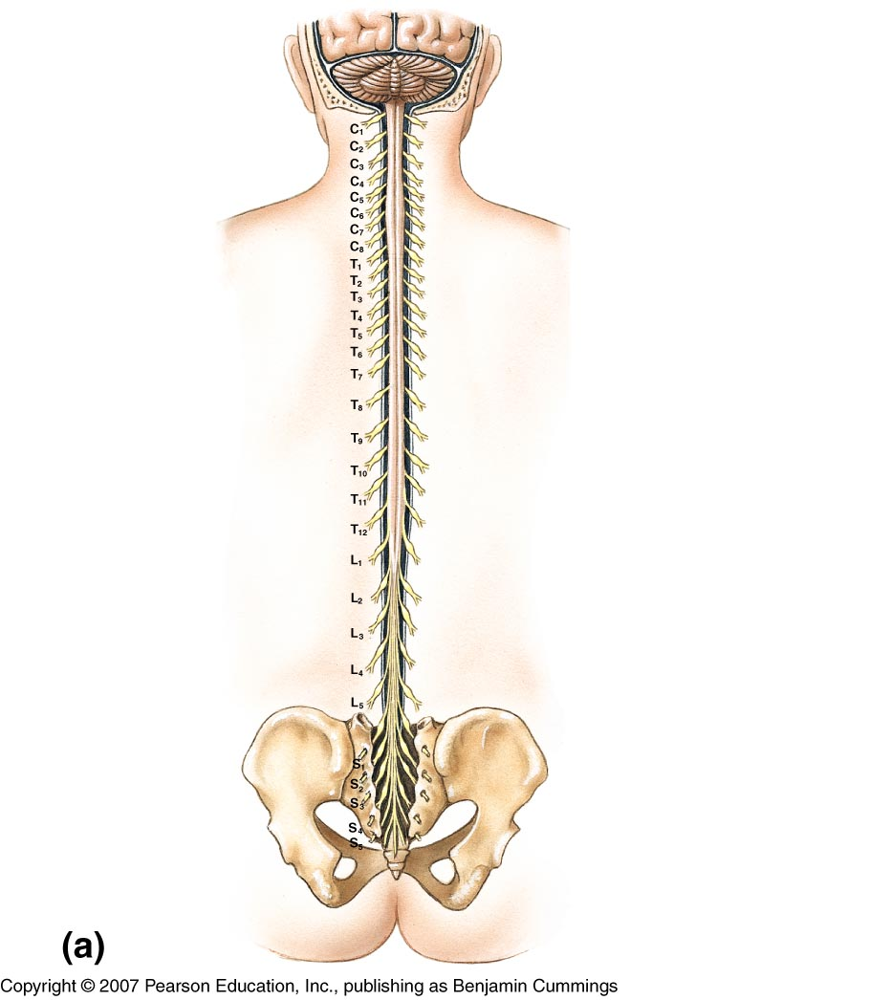 C1
C2
C3
C4
C5
C6
C7
C8
T1
T2
T3
T4
T5
T6
T7
T8
T9
T10
T11
T12
L1
L2
L3
L4
L5
S1
S2
S3
S4
S5
(a)
Copyright © 2007 Pearson Education, Inc., publishing as Benjamin Cummings